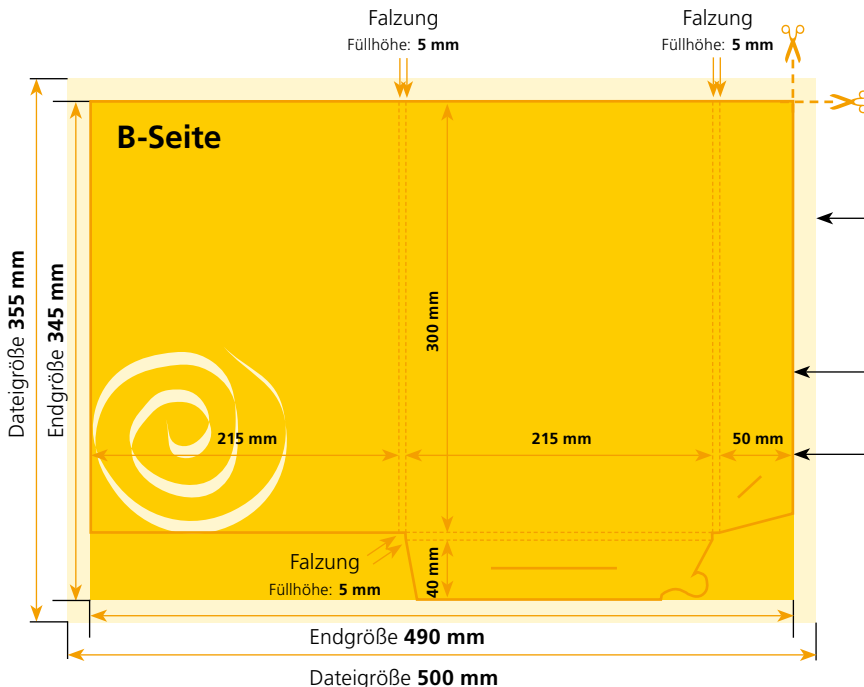 Falzung
Füllhöhe: 5 mm
Falzung
Füllhöhe: 5 mm
B-Seite
Dateigröße 355 mm
Endgröße 345 mm
300 mm
215 mm
215 mm
50 mm
Falzung
Füllhöhe: 5 mm
40 mm
Endgröße 490 mm
Dateigröße 500 mm